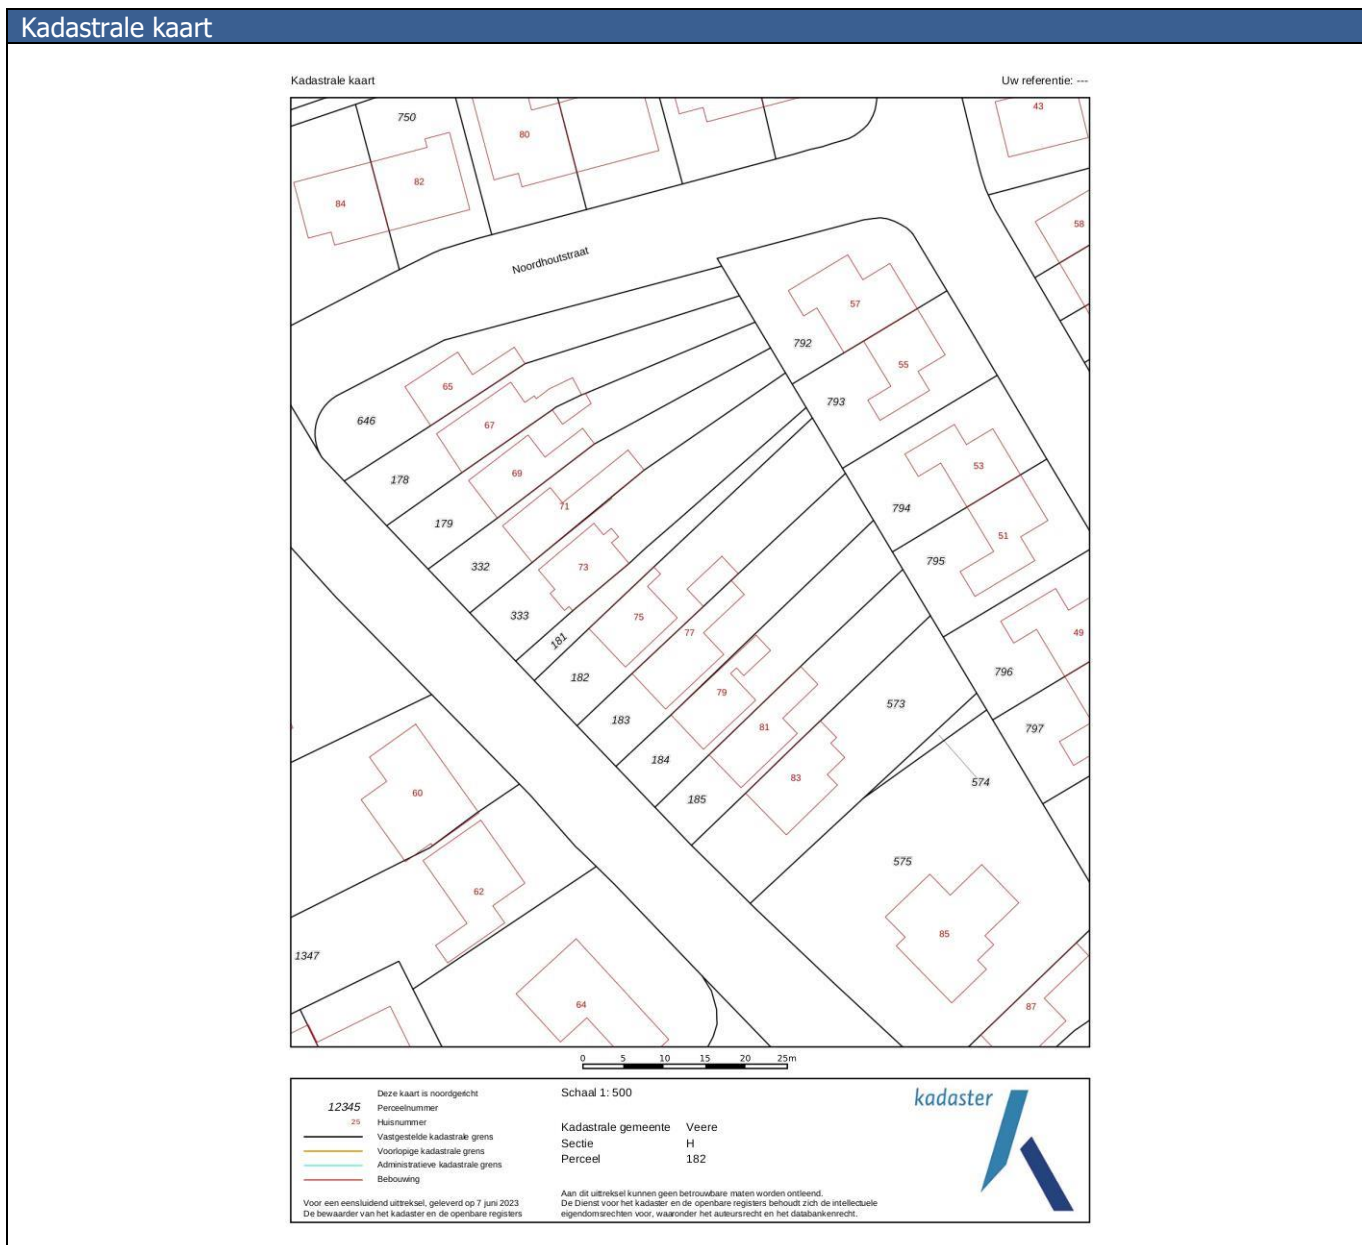 Kadastrale kaart
Kadastrale kaart
Uw referentie: ---
43
750
80
82
84
58
Noordhoutstraat
57
792
55
65
793
646
67
53
69
178
794
71
179
51
795
332
73
333
75
77
49
181
796
182
79
573
183
81
797
184
83
574
60
185
575
62
85
1347
64
87
0 5 10 15 20 25m
Deze kaart is noordgericht
12345 Perceelnummer
25 Huisnummer
Vastgestelde kadastrale grens
Voorlopige kadastrale grens
Administratieve kadastrale grens
Bebouwing
Voor een eensluidend uittreksel, geleverd op 7 juni 2023
De bewaarder van het kadaster en de openbare registers
Schaal 1: 500
Kadastrale gemeente Veere
Sectie H
Perceel 182
Aan dit uittreksel kunnen geen betrouwbare maten worden ontleend.
De Dienst voor het kadaster en de openbare registers behoudt zich de intellectuele
eigendomsrechten voor, waaronder het auteursrecht en het databankenrecht.
kadaster